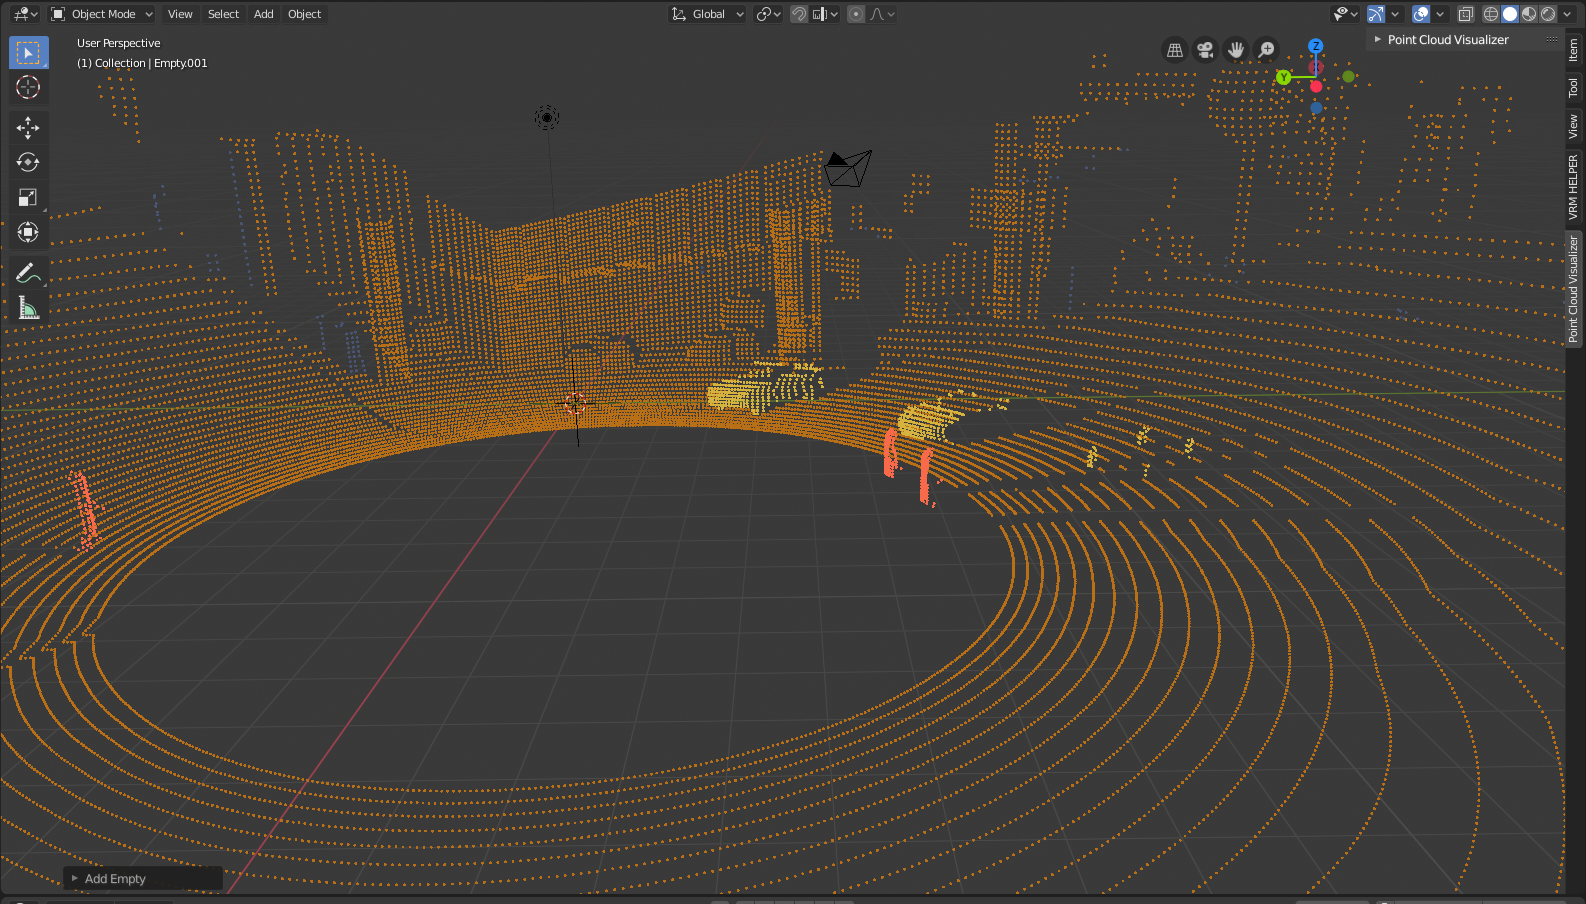 Object Mode
View
Select
Add
Object
Global
User Perspective
(1) Collection | Empty.001
Point Cloud Visualizer
Z
Y
Item
Tool
View
VRM HELPER
Point Cloud Visualizer
Add Empty